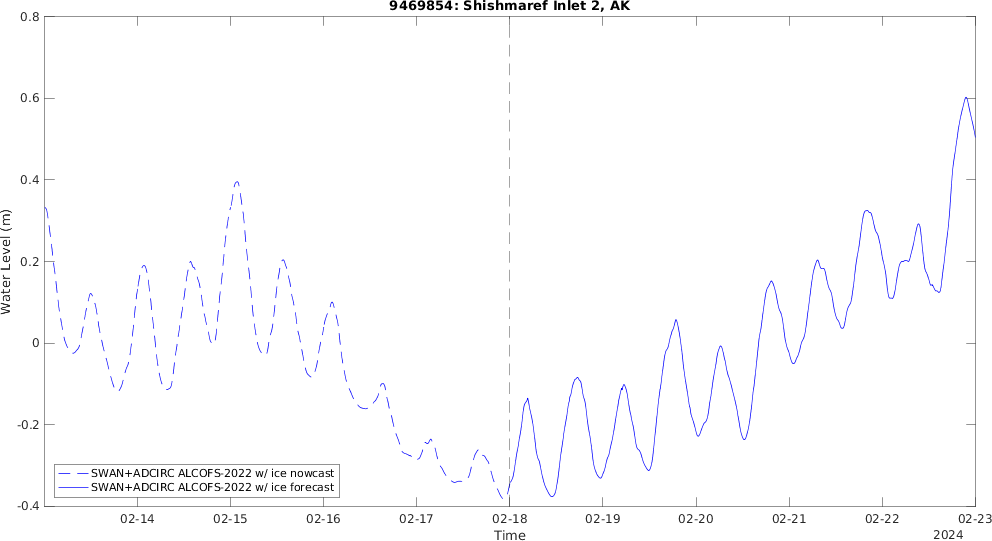 9469854: Shishmaref Inlet 2, AK
0.8
0.6
0.4
0.2
0
-0.2
-0.4
Water Level (m)
SWAN+ADCIRC ALCOFS-2022 w/ ice nowcast
SWAN+ADCIRC ALCOFS-2022 w/ ice forecast
02-14 02-15 02-16 02-17 02-18 02-19 02-20 02-21 02-22 02-23
Time
2024